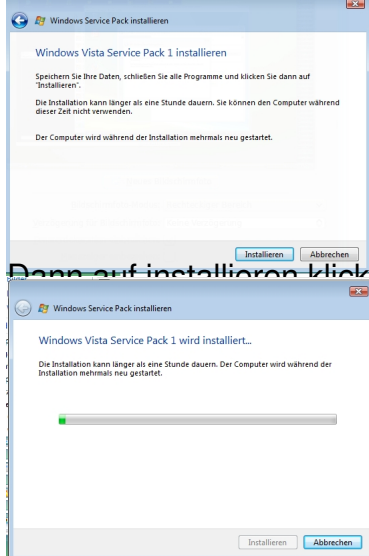 Windows Service Pack installieren
Windows Vista Service Pack 1 installieren
Speichern Sie Ihre Daten, schließen Sie alle Programme und klicken Sie dann auf
"Installieren".
Die Installation kann länger als eine Stunde dauern. Sie können den Computer während
dieser Zeit nicht verwenden.
Der Computer wird während der Installation mehrmals neu gestartet.
Installieren Abbrechen
Dann auf installieren klick
Windows Service Pack installieren
Windows Vista Service Pack 1 wird installiert...
Die Installation kann länger als eine Stunde dauern. Der Computer wird während der
Installation mehrmals neu gestartet.
Installieren Abbrechen